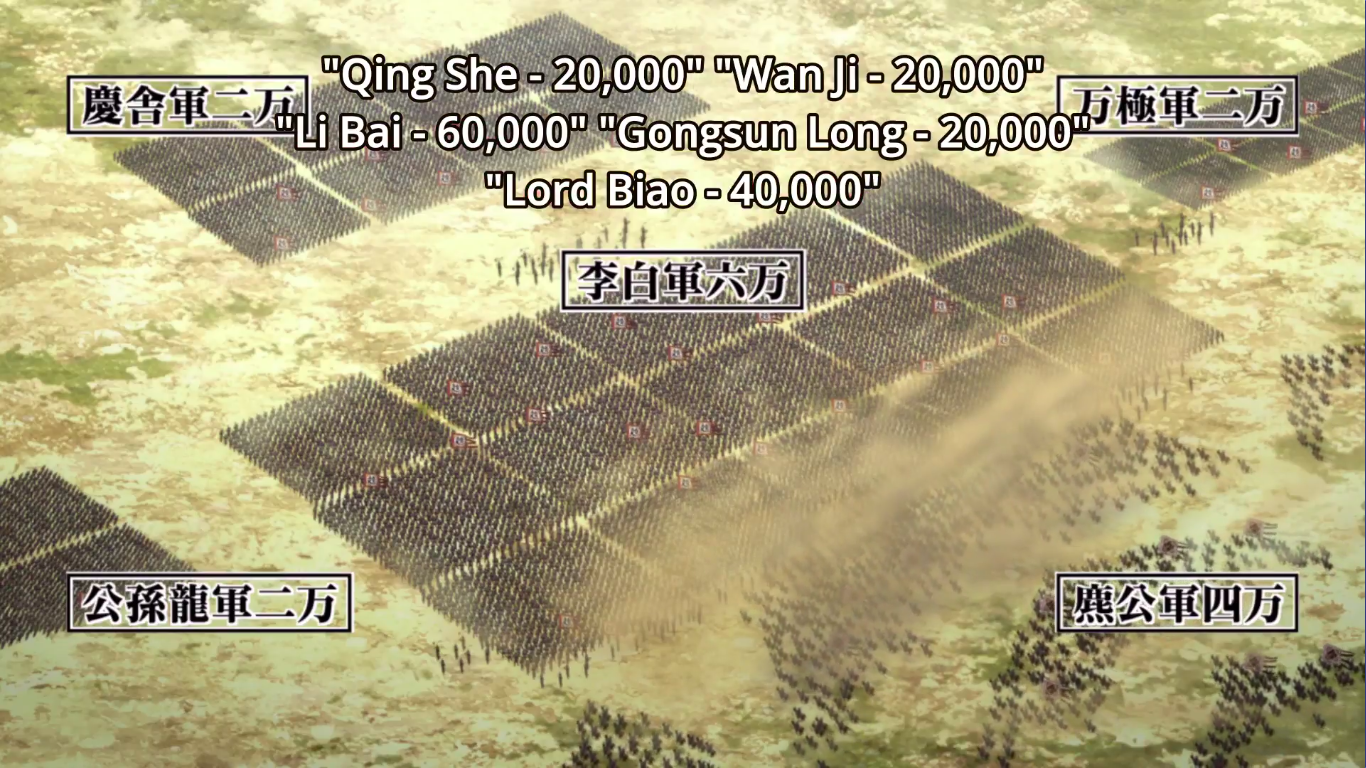 "Qing She - 20,000" "Wan Ji - 20,000"
"Li Bai - 60,000" "Gongsun Long - 20,000"
"Lord Biao - 40,000"
慶舎軍二万
万極軍二万
李白軍六万
公孫龍軍二万
麃公軍四万